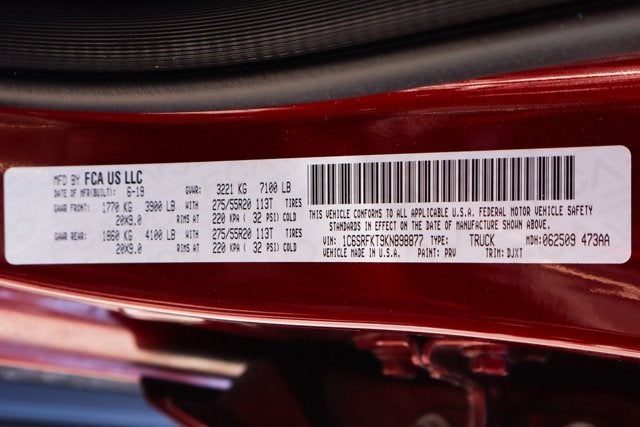 MFD BY FCA US LLC
DATE OF MFR(BUILT): 6-19 GVWR: 3221 KG 7100 LB
GAWR FRONT: 1770 KG 3900 LB WITH 275/55R20 113T TIRES
20X9.0 RIMS AT 220 KPA ( 32 PSI) COLD
GAWR REAR: 1860 KG 4100 LB WITH 275/55R20 113T TIRES
20X9.0 RIMS AT 220 KPA ( 32 PSI) COLD
THIS VEHICLE CONFORMS TO ALL APPLICABLE U.S.A. FEDERAL MOTOR VEHICLE SAFETY
STANDARDS IN EFFECT ON THE DATE OF MANUFACTURE SHOWN ABOVE.
VIN: 1C6SRFKT9KN898877 TYPE: TRUCK MDH: 062509 473AA
VEHICLE MADE IN U.S.A. PAINT: PRV TRIM: DJXT